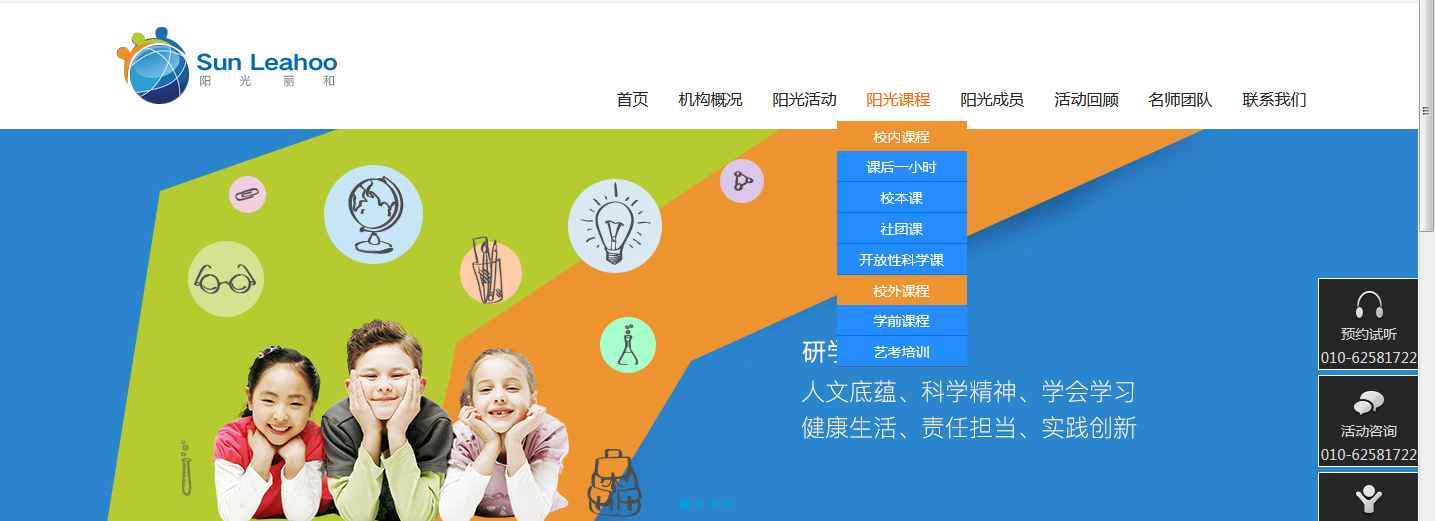 Sun Leahoo
阳 光 丽 和
首页 机构概况 阳光活动 阳光课程 阳光成员 活动回顾 名师团队 联系我们
校内课程
课后一小时
校本课
社团课
开放性科学课
校外课程
学前课程
艺考培训
研学
人文底蕴、科学精神、学会学习
健康生活、责任担当、实践创新
预约试听
010-62581722
活动咨询
010-62581722